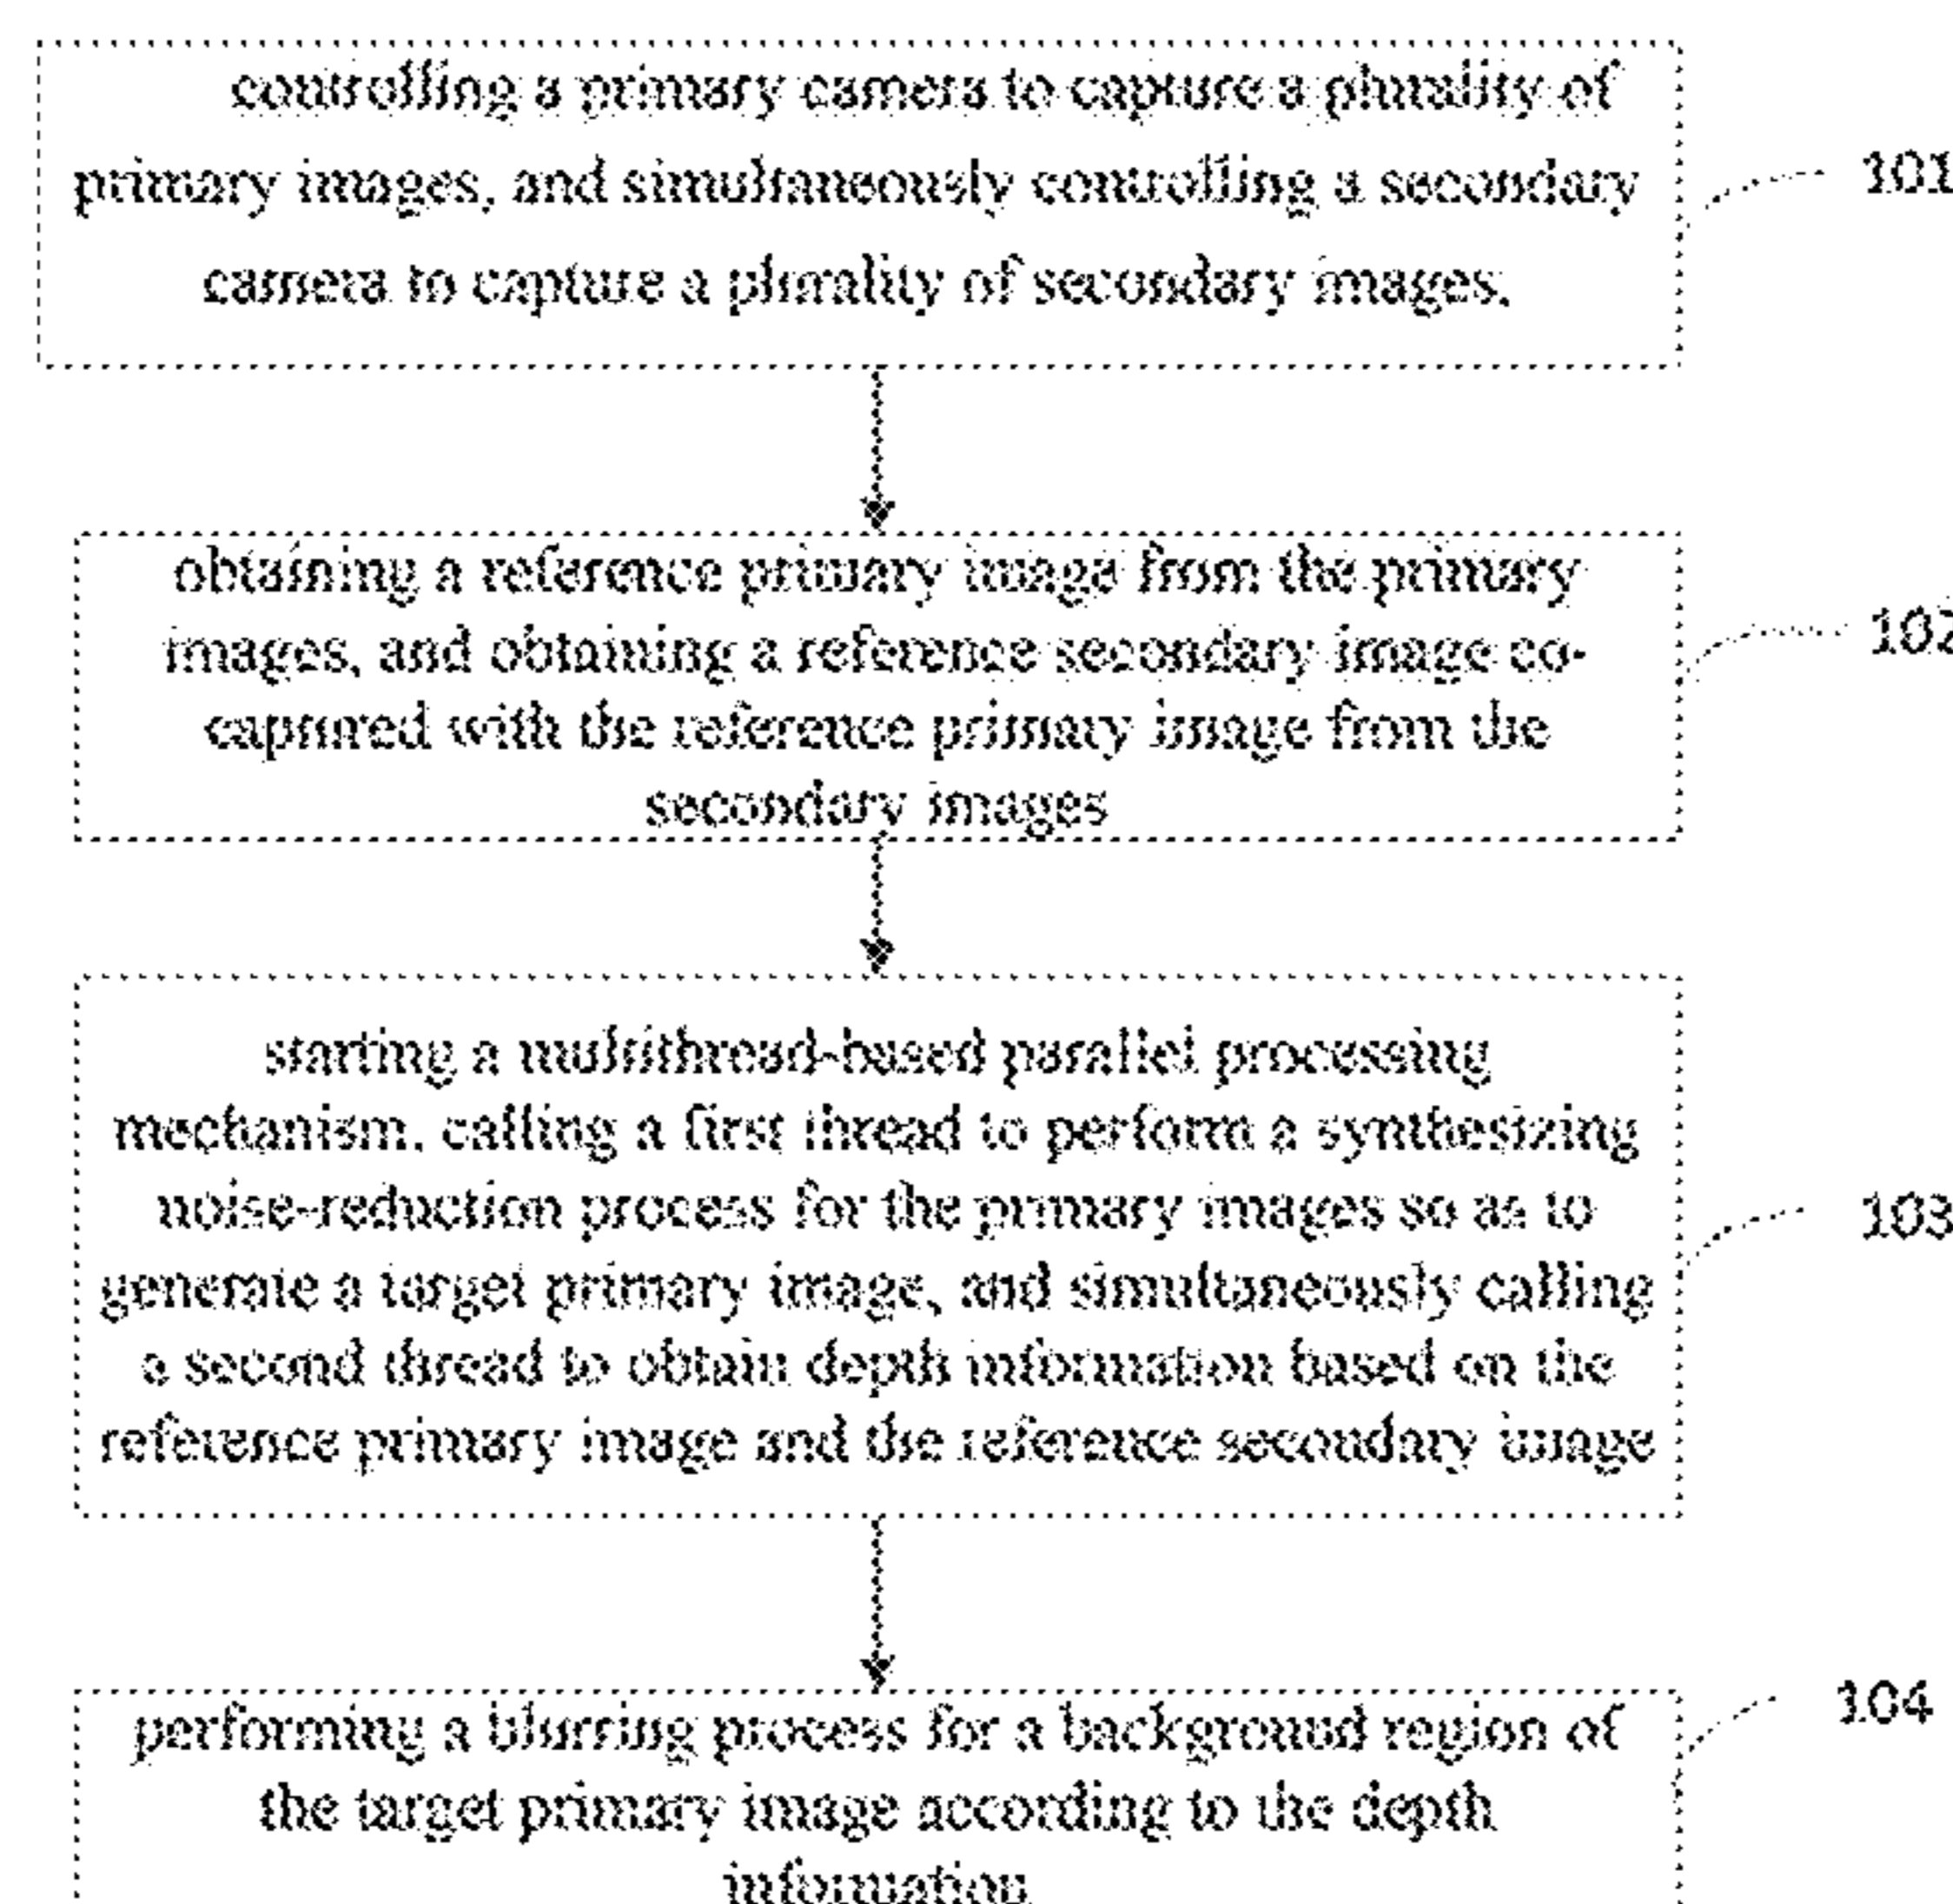 controlling a primary camera to capture a plurality of
primary images, and simultaneously controlling a secondary
camera to capture a plurality of secondary images.
101
obtaining a reference primary image from the primary
images, and obtaining a reference secondary image co-
captured with the reference primary image from the
secondary images
102
starting a multithread-based parallel processing
mechanism, calling a first thread to perform a synthesizing
noise-reduction process for the primary images so as to
generate a target primary image, and simultaneously calling
a second thread to obtain depth information based on the
reference primary image and the reference secondary image
103
performing a blurring process for a background region of
the target primary image according to the depth
information
104